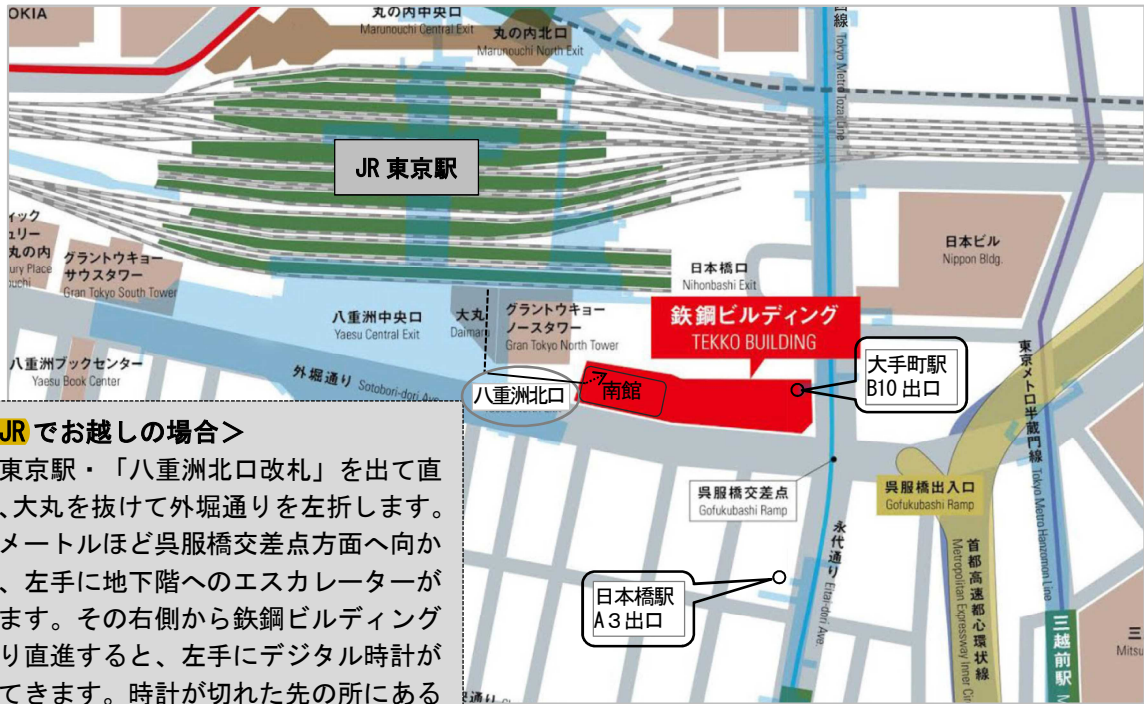 OKIA
丸の内中央口
Marunouchi Central Exit
丸の内北口
Marunouchi North Exit
線 Tokyo Metro Tozai Line
JR 東京駅
ィック
ュリー
丸の内
ury Place
グラントウキョー
サウスタワー
Gran Tokyo South Tower
八重洲中央口
Yaesu Central Exit
大丸
Daimaru
グラントウキョー
ノースタワー
Gran Tokyo North Tower
日本橋口
Nihonbashi Exit
日本ビル
Nippon Bldg.
鉄鋼ビルディング
TEKKO BUILDING
大手町駅
B10 出口
八重洲ブックセンター
Yaesu Book Center
外堀通り Sotobori-dori Ave.
八重洲北口
南館
東京メトロ半蔵門線 Tokyo Metro Hanzomon Line
呉服橋交差点
Gofukubashi Ramp
呉服橋出入口
Gofukubashi Ramp
永代通り Eitai-dori Ave.
首都高速都心環状線
Metropolitan Expressway Inner Cir
日本橋駅
A3出口
三越前駅
三
Mitsu
JR でお越しの場合＞
東京駅・「八重洲北口改札」を出て直
、大丸を抜けて外堀通りを左折します。
メートルほど呉服橋交差点方面へ向か
、左手に地下階へのエスカレーターが
ます。その右側から鉄鋼ビルディング
り直進すると、左手にデジタル時計が
てきます。時計が切れた先の所にある
通り